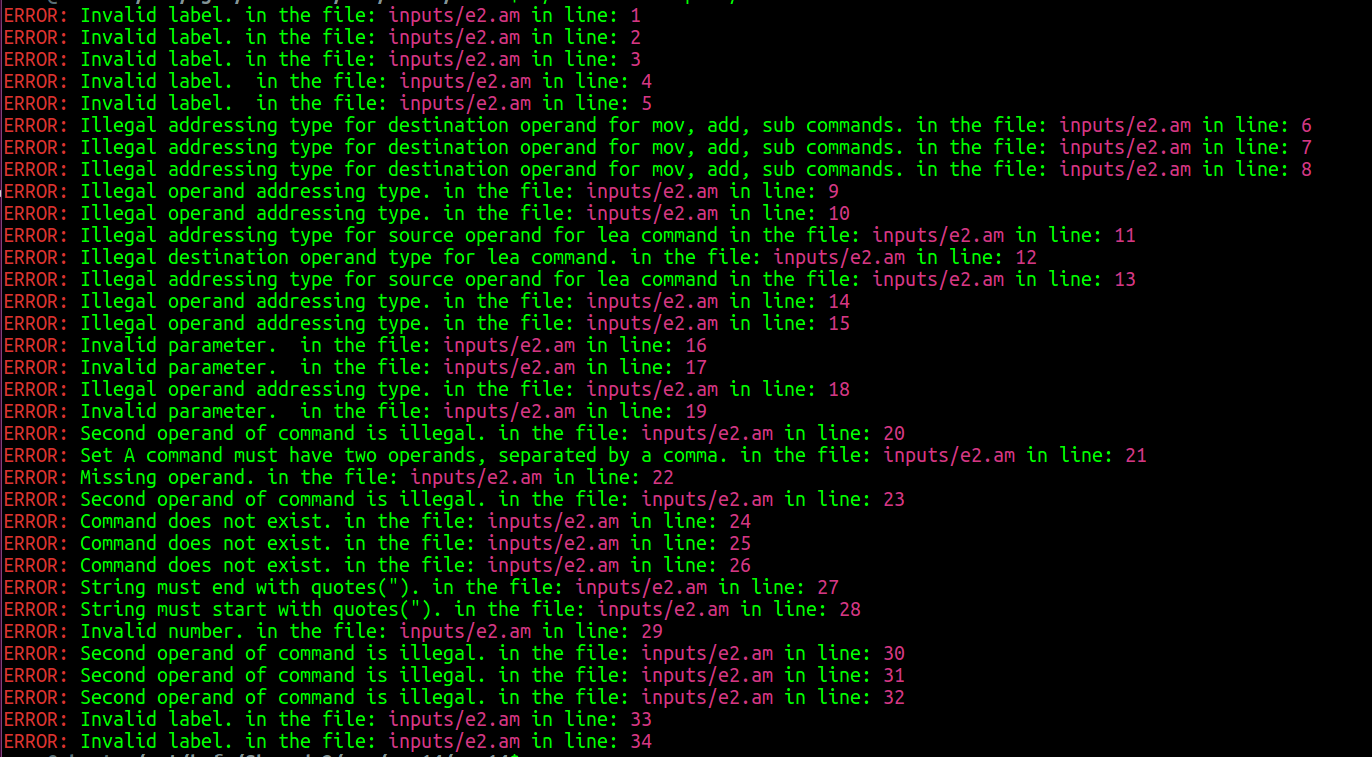 ERROR: Invalid label. in the file: inputs/e2.am in line: 1
ERROR: Invalid label. in the file: inputs/e2.am in line: 2
ERROR: Invalid label. in the file: inputs/e2.am in line: 3
ERROR: Invalid label.  in the file: inputs/e2.am in line: 4
ERROR: Invalid label.  in the file: inputs/e2.am in line: 5
ERROR: Illegal addressing type for destination operand for mov, add, sub commands. in the file: inputs/e2.am in line: 6
ERROR: Illegal addressing type for destination operand for mov, add, sub commands. in the file: inputs/e2.am in line: 7
ERROR: Illegal addressing type for destination operand for mov, add, sub commands. in the file: inputs/e2.am in line: 8
ERROR: Illegal operand addressing type. in the file: inputs/e2.am in line: 9
ERROR: Illegal operand addressing type. in the file: inputs/e2.am in line: 10
ERROR: Illegal addressing type for source operand for lea command in the file: inputs/e2.am in line: 11
ERROR: Illegal destination operand type for lea command. in the file: inputs/e2.am in line: 12
ERROR: Illegal addressing type for source operand for lea command in the file: inputs/e2.am in line: 13
ERROR: Illegal operand addressing type. in the file: inputs/e2.am in line: 14
ERROR: Illegal operand addressing type. in the file: inputs/e2.am in line: 15
ERROR: Invalid parameter.  in the file: inputs/e2.am in line: 16
ERROR: Invalid parameter.  in the file: inputs/e2.am in line: 17
ERROR: Illegal operand addressing type. in the file: inputs/e2.am in line: 18
ERROR: Invalid parameter.  in the file: inputs/e2.am in line: 19
ERROR: Second operand of command is illegal. in the file: inputs/e2.am in line: 20
ERROR: Set A command must have two operands, separated by a comma. in the file: inputs/e2.am in line: 21
ERROR: Missing operand. in the file: inputs/e2.am in line: 22
ERROR: Second operand of command is illegal. in the file: inputs/e2.am in line: 23
ERROR: Command does not exist. in the file: inputs/e2.am in line: 24
ERROR: Command does not exist. in the file: inputs/e2.am in line: 25
ERROR: Command does not exist. in the file: inputs/e2.am in line: 26
ERROR: String must end with quotes("). in the file: inputs/e2.am in line: 27
ERROR: String must start with quotes("). in the file: inputs/e2.am in line: 28
ERROR: Invalid number. in the file: inputs/e2.am in line: 29
ERROR: Second operand of command is illegal. in the file: inputs/e2.am in line: 30
ERROR: Second operand of command is illegal. in the file: inputs/e2.am in line: 31
ERROR: Second operand of command is illegal. in the file: inputs/e2.am in line: 32
ERROR: Invalid label. in the file: inputs/e2.am in line: 33
ERROR: Invalid label. in the file: inputs/e2.am in line: 34